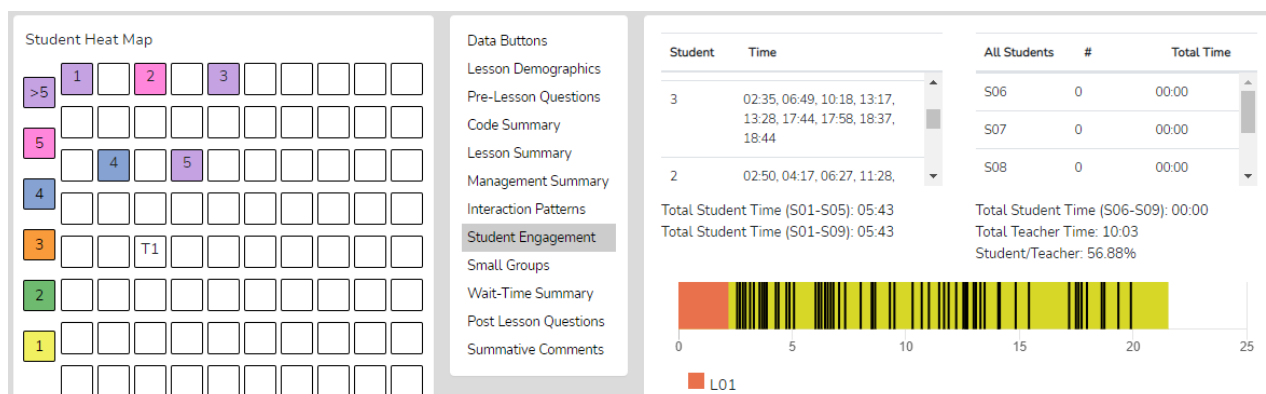 Student Heat Map
1 2 3
>5
5
4 5
4
3
T1
2
1
Data Buttons
Lesson Demographics
Pre-Lesson Questions
Code Summary
Lesson Summary
Management Summary
Interaction Patterns
Student Engagement
Small Groups
Wait-Time Summary
Post Lesson Questions
Summative Comments
Student Time
3 02:35, 06:49, 10:18, 13:17,
13:28, 17:44, 17:58, 18:37,
18:44
2 02:50, 04:17, 06:27, 11:28,
Total Student Time (S01-S05): 05:43
Total Student Time (S01-S09): 05:43
All Students # Total Time
S06 0 00:00
S07 0 00:00
S08 0 00:00
Total Student Time (S06-S09): 00:00
Total Teacher Time: 10:03
Student/Teacher: 56.88%
0 5 10 15 20 25
L01